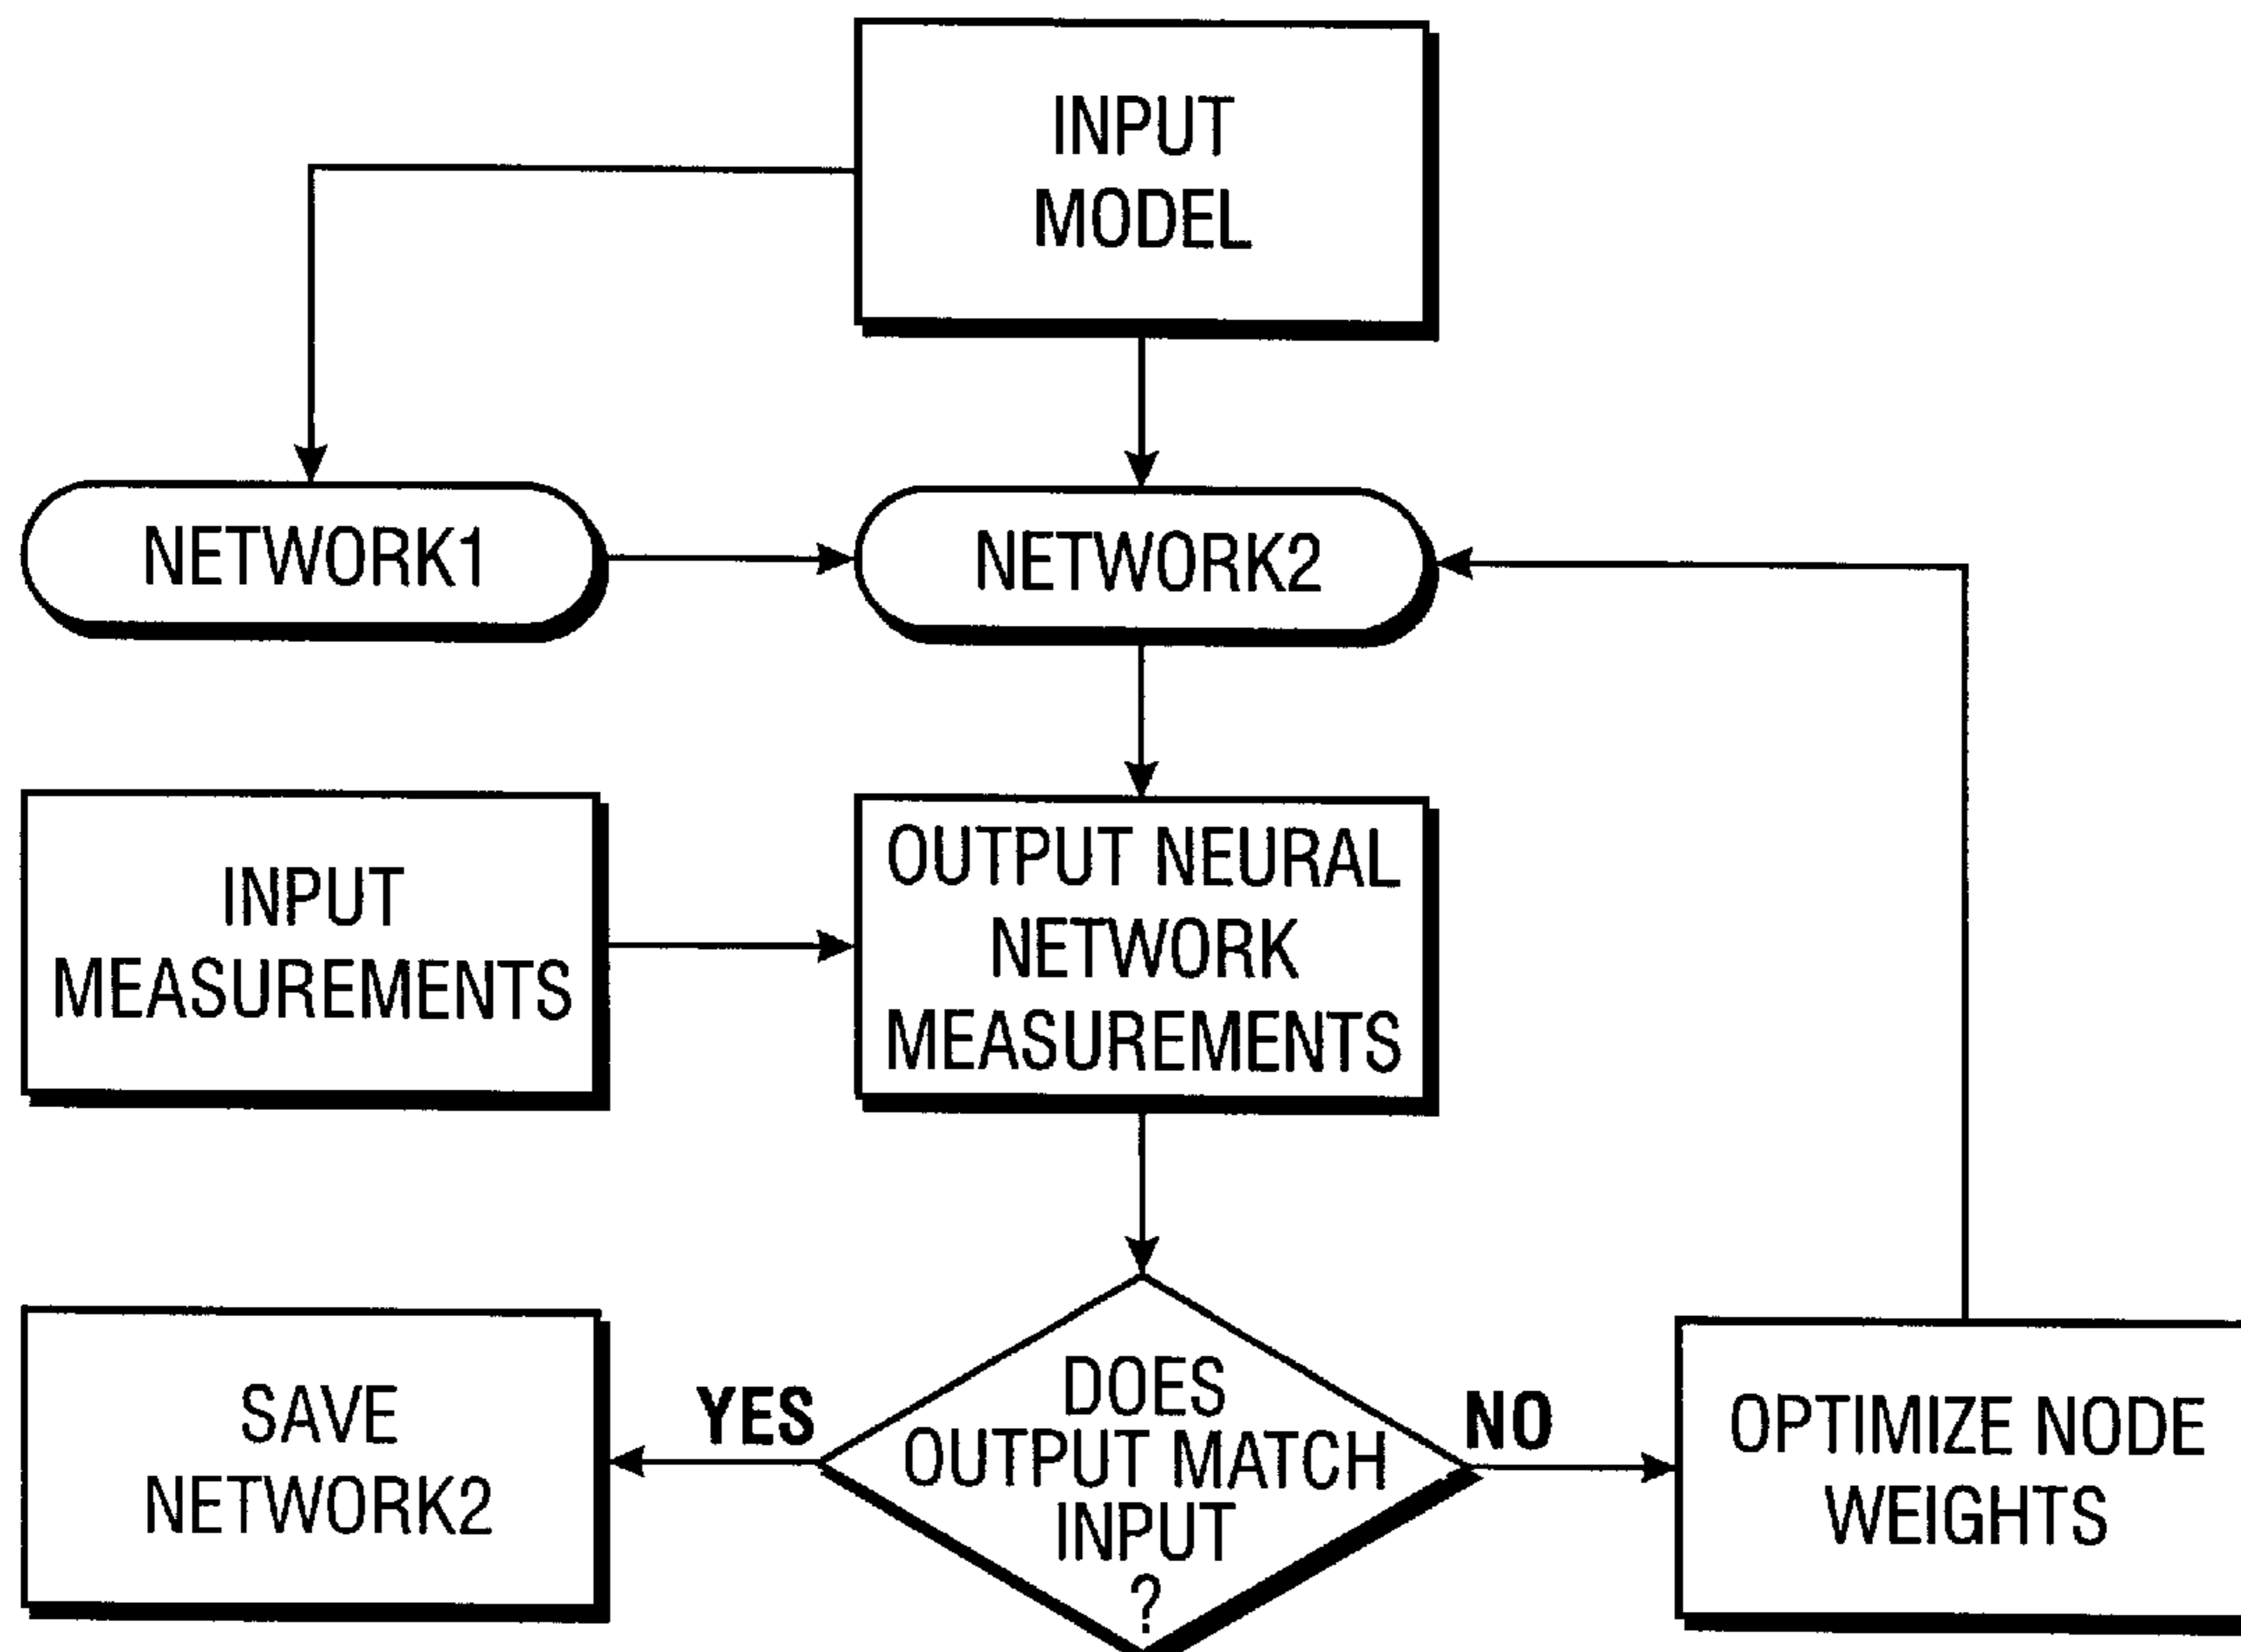 INPUT
MODEL
NETWORK1
NETWORK2
INPUT
MEASUREMENTS
OUTPUT NEURAL
NETWORK
MEASUREMENTS
SAVE
NETWORK2
YES
DOES
OUTPUT MATCH
INPUT
?
NO
OPTIMIZE NODE
WEIGHTS